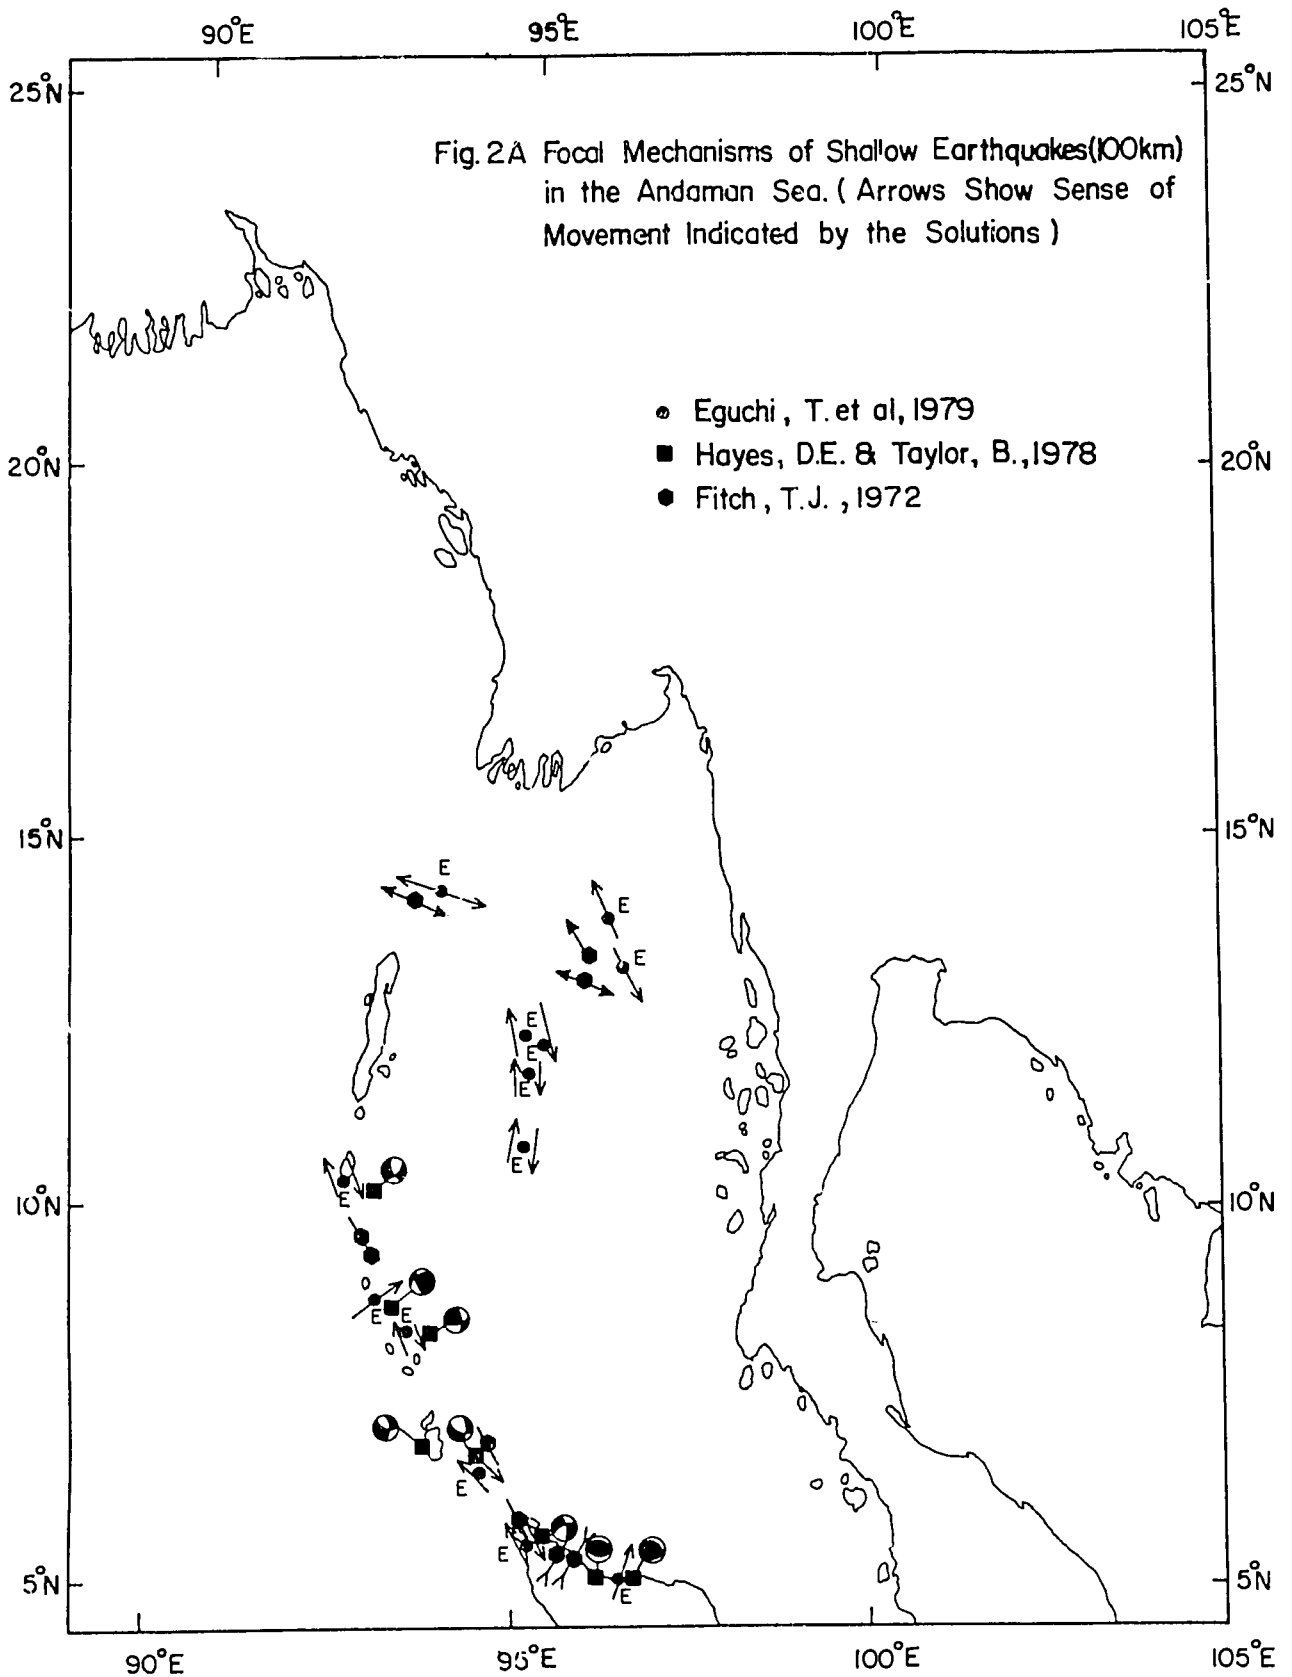 90°E 95°E 100°E 105°E
25°N 25°N
Fig. 2A Focal Mechanisms of Shallow Earthquakes(100km)
in the Andaman Sea. ( Arrows Show Sense of
Movement Indicated by the Solutions )
Eguchi, T. et al, 1979
20°N Hayes, D.E. & Taylor, B., 1978 20°N
Fitch, T.J. , 1972
15°N 15°N
E
E
E
E
E
E
E
10°N E 10°N
E E
E
E
5°N E 5°N
90°E 95°E 100°E 105°E